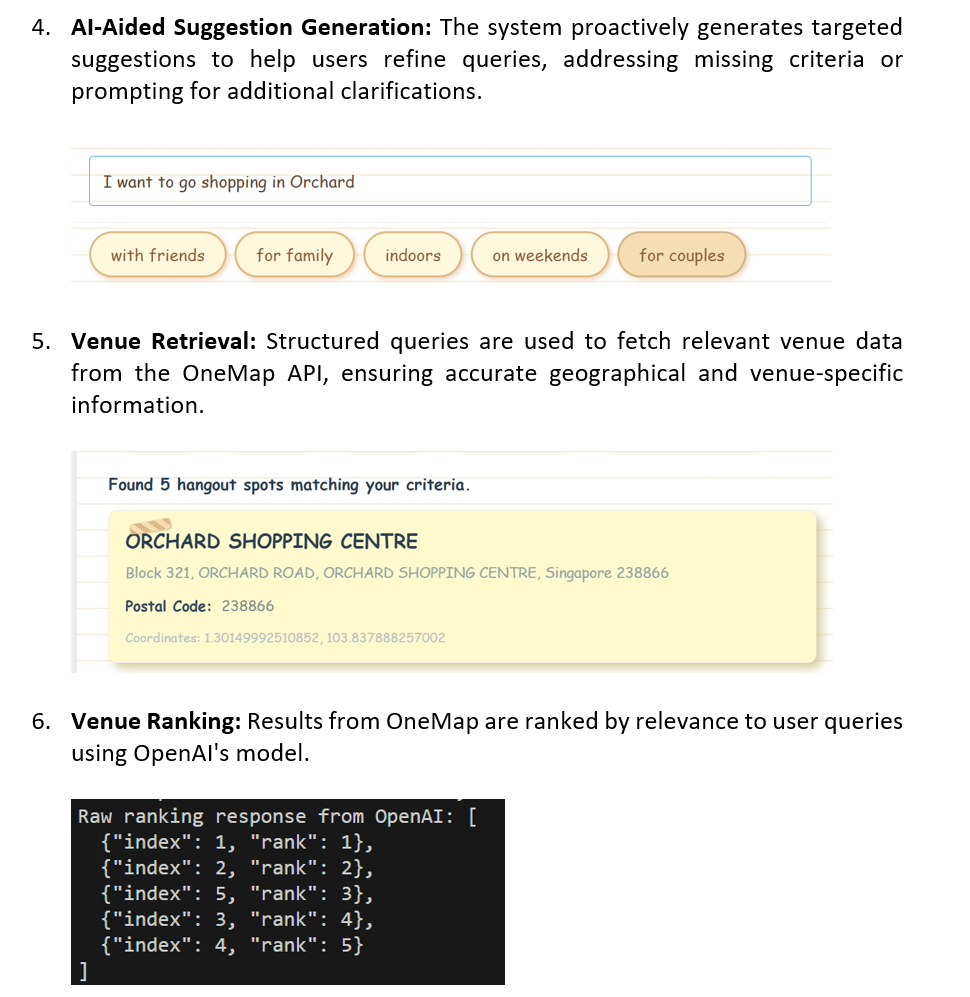 4. AI-Aided Suggestion Generation: The system proactively generates targeted
suggestions to help users refine queries, addressing missing criteria or
prompting for additional clarifications.
I want to go shopping in Orchard
with friends for family indoors on weekends for couples
5. Venue Retrieval: Structured queries are used to fetch relevant venue data
from the OneMap API, ensuring accurate geographical and venue-specific
information.
Found 5 hangout spots matching your criteria.
ORCHARD SHOPPING CENTRE
Block 321, ORCHARD ROAD, ORCHARD SHOPPING CENTRE, Singapore 238866
Postal Code: 238866
Coordinates: 1.30149992510852, 103.837888257002
6. Venue Ranking: Results from OneMap are ranked by relevance to user queries
using OpenAI's model.
Raw ranking response from OpenAI: [
{"index": 1, "rank": 1},
{"index": 2, "rank": 2},
{"index": 5, "rank": 3},
{"index": 3, "rank": 4},
{"index": 4, "rank": 5}
]